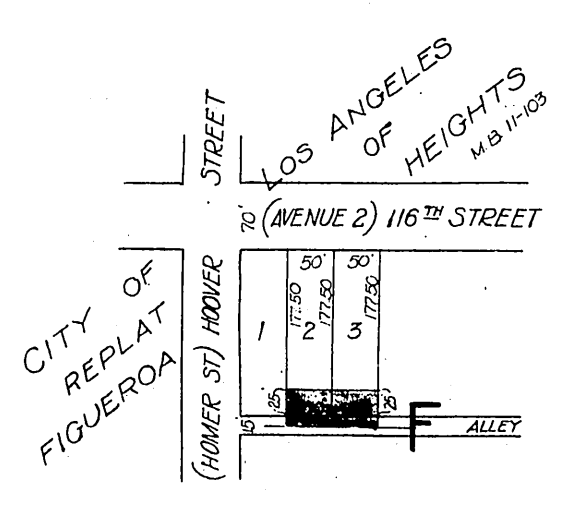 CITY OF LOS ANGELES
REPLAT OF
FIGUEROA HEIGHTS
M.B. 11-103
STREET
70' (AVENUE 2) 116TH STREET
(HOMER ST) HOOVER
50' 50'
177.50 177.50 177.50
1 2 3
25 25
15
F
ALLEY